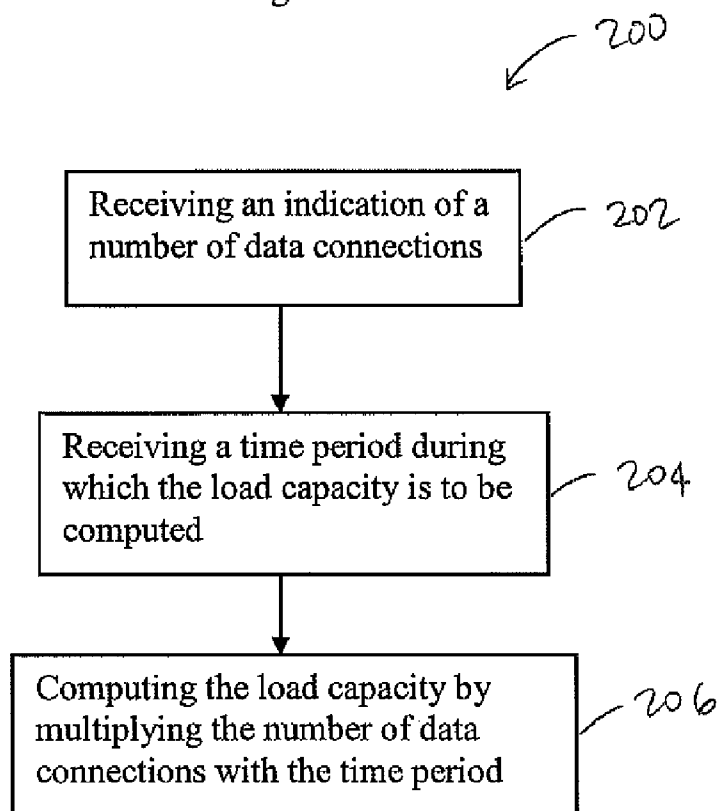 200
Receiving an indication of a
number of data connections
202
Receiving a time period during
which the load capacity is to be
computed
204
Computing the load capacity by
multiplying the number of data
connections with the time period
206